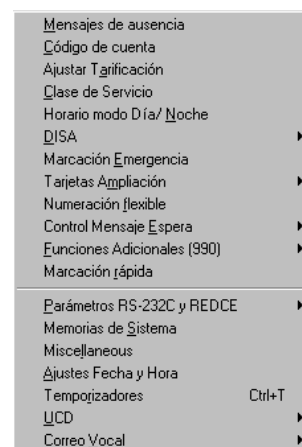 Mensajes de ausencia
Código de cuenta
Ajustar Tarificación
Clase de Servicio
Horario modo Día/ Noche
DISA
Marcación Emergencia
Tarjetas Ampliación
Numeración flexible
Control Mensaje Espera
Funciones Adicionales (990)
Marcación rápida
Parámetros RS-232C y REDCE
Memorias de Sistema
Miscellaneous
Ajustes Fecha y Hora
Temporizadores Ctrl+T
UCD
Correo Vocal